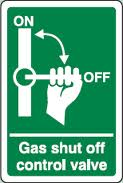 ON
OFF
Gas shut off
control valve